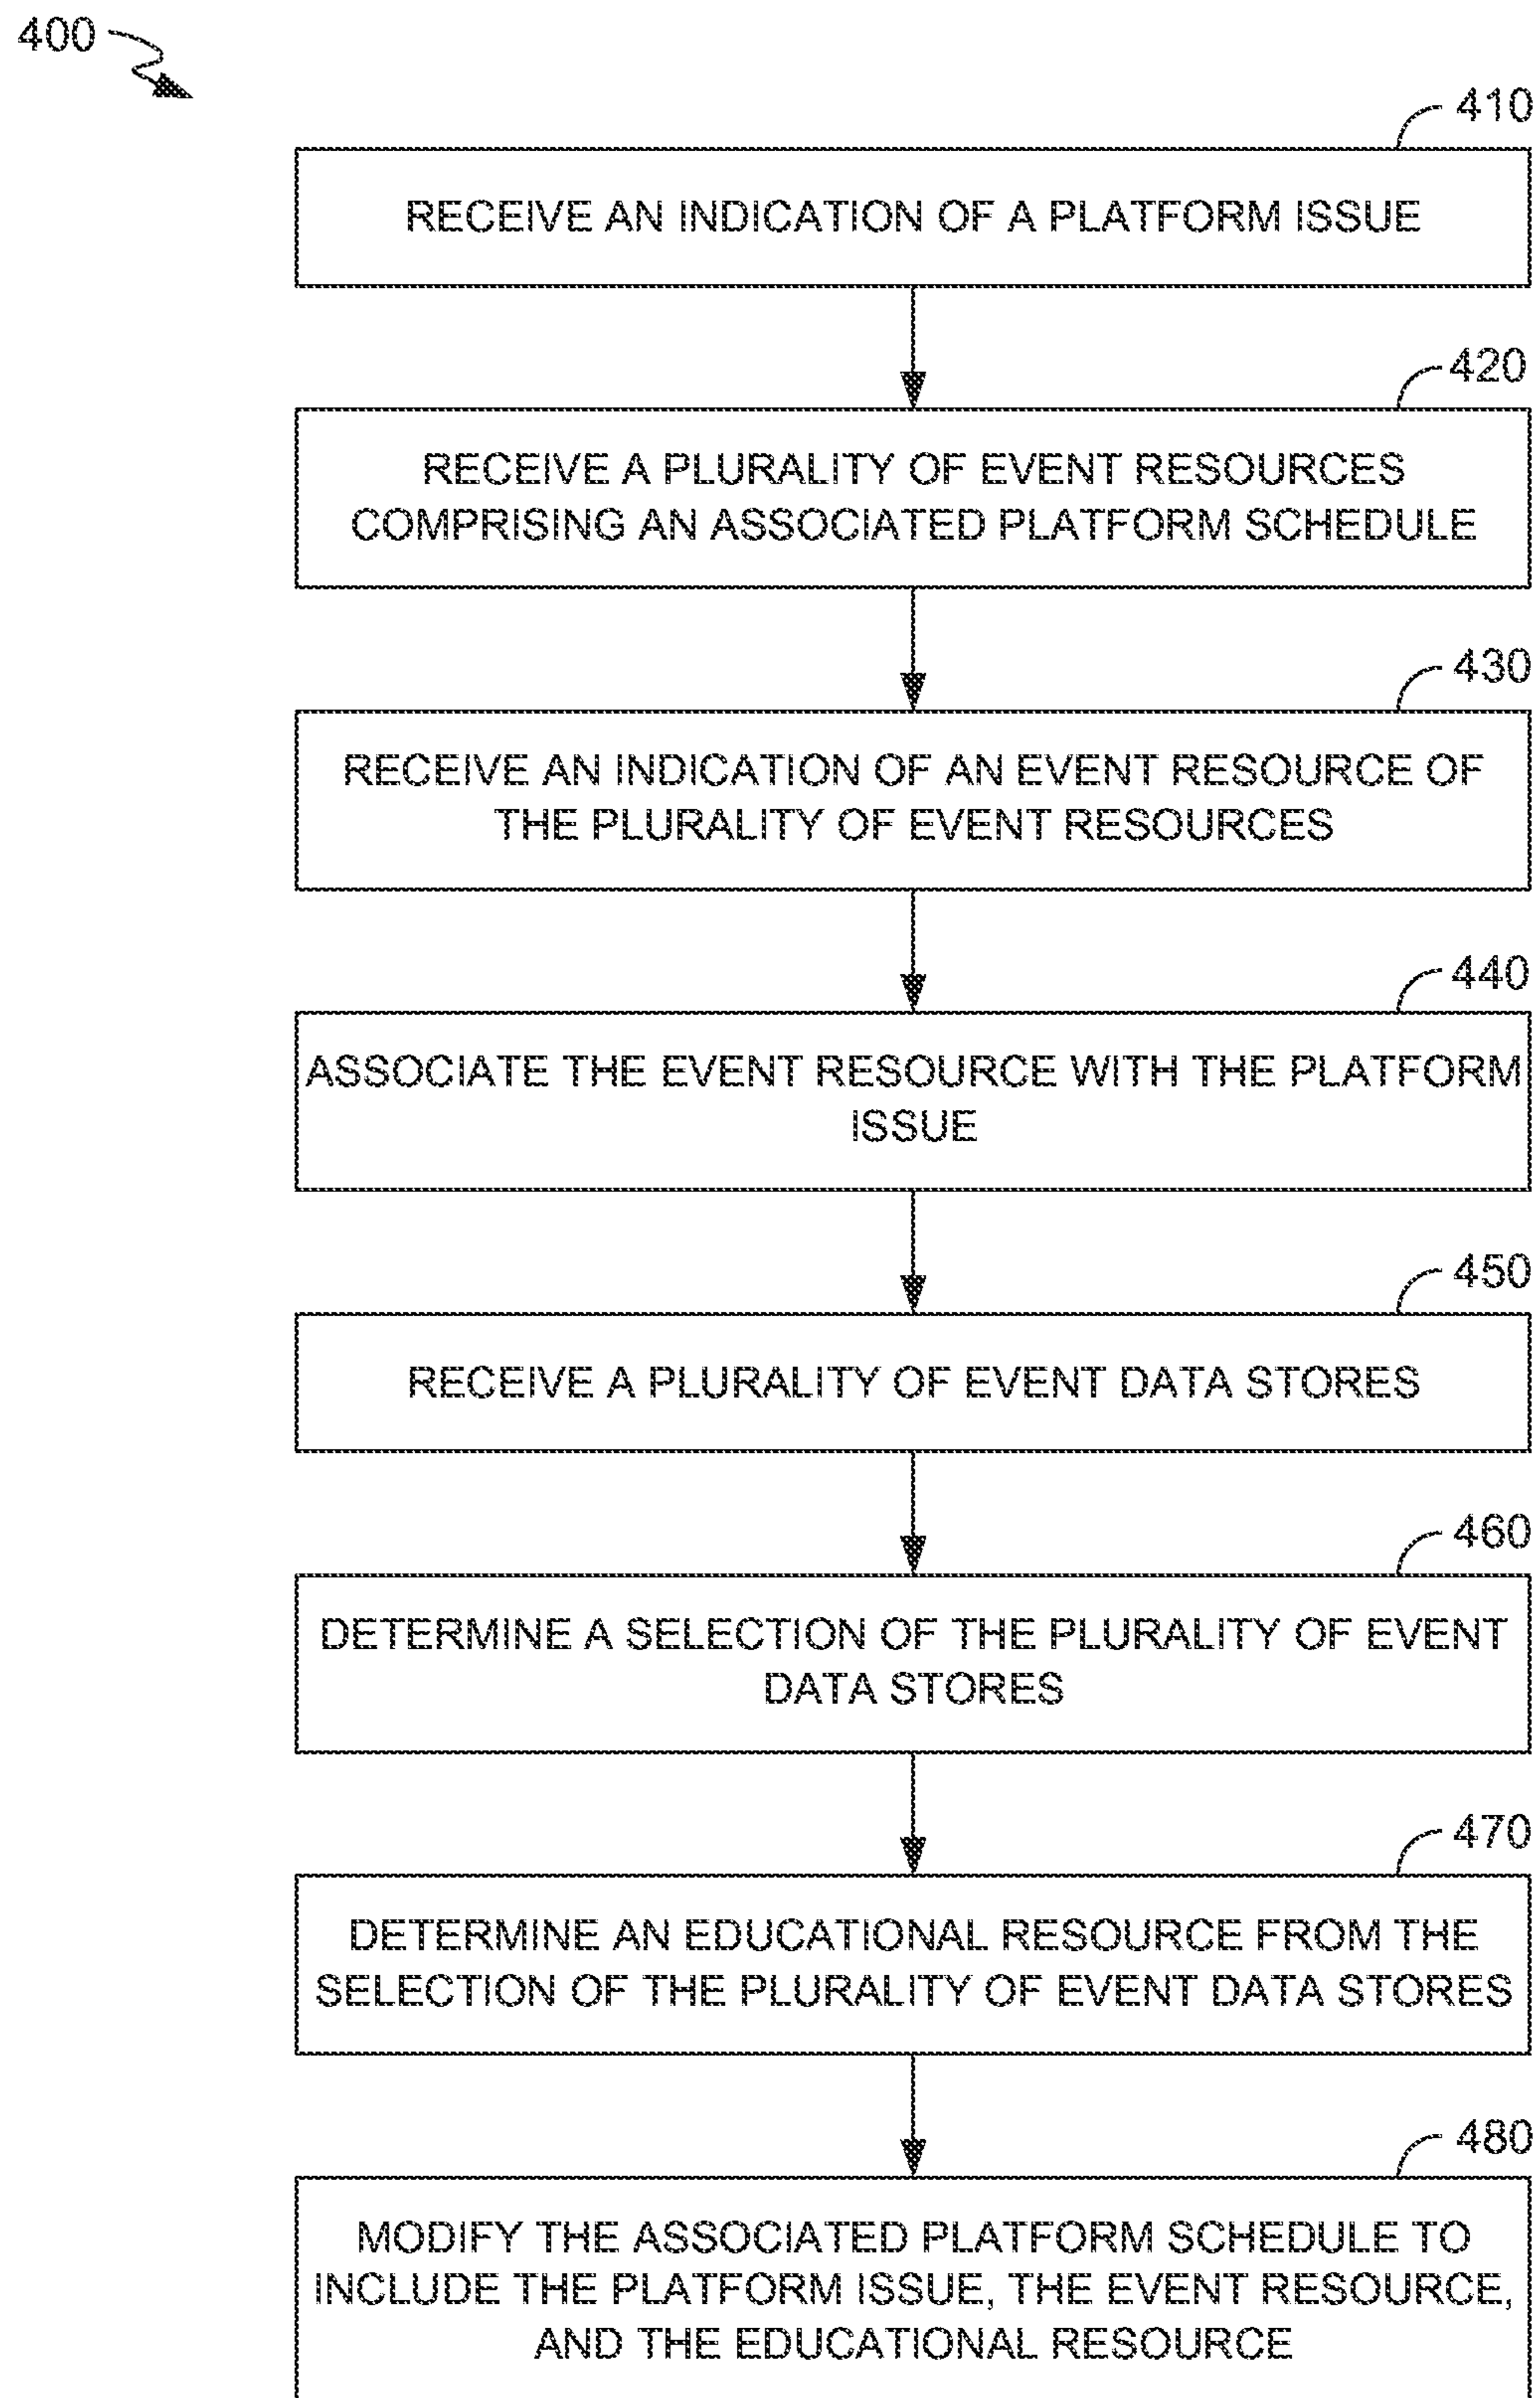 400
410
RECEIVE AN INDICATION OF A PLATFORM ISSUE
420
RECEIVE A PLURALITY OF EVENT RESOURCES
COMPRISING AN ASSOCIATED PLATFORM SCHEDULE
430
RECEIVE AN INDICATION OF AN EVENT RESOURCE OF
THE PLURALITY OF EVENT RESOURCES
440
ASSOCIATE THE EVENT RESOURCE WITH THE PLATFORM
ISSUE
450
RECEIVE A PLURALITY OF EVENT DATA STORES
460
DETERMINE A SELECTION OF THE PLURALITY OF EVENT
DATA STORES
470
DETERMINE AN EDUCATIONAL RESOURCE FROM THE
SELECTION OF THE PLURALITY OF EVENT DATA STORES
480
MODIFY THE ASSOCIATED PLATFORM SCHEDULE TO
INCLUDE THE PLATFORM ISSUE, THE EVENT RESOURCE,
AND THE EDUCATIONAL RESOURCE